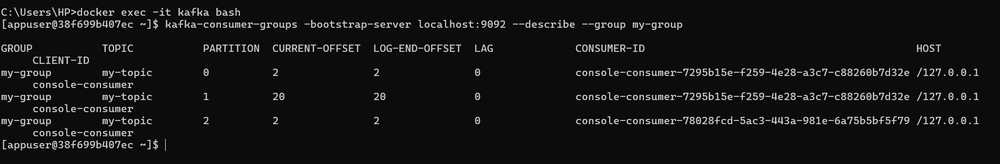 C:\Users\HP>docker exec -it kafka bash
[appuser@38f699b407ec ~]$ kafka-consumer-groups -bootstrap-server localhost:9092 --describe --group my-group
GROUP           TOPIC           PARTITION  CURRENT-OFFSET  LOG-END-OFFSET  LAG             CONSUMER-ID                                           HOST
     CLIENT-ID
my-group        my-topic        0          2               2               0               console-consumer-7295b15e-f259-4e28-a3c7-c88260b7d32e /127.0.0.1
     console-consumer
my-group        my-topic        1          20              20              0               console-consumer-7295b15e-f259-4e28-a3c7-c88260b7d32e /127.0.0.1
     console-consumer
my-group        my-topic        2          2               2               0               console-consumer-78028fcd-5ac3-443a-981e-6a75b5bf5f79 /127.0.0.1
     console-consumer
[appuser@38f699b407ec ~]$